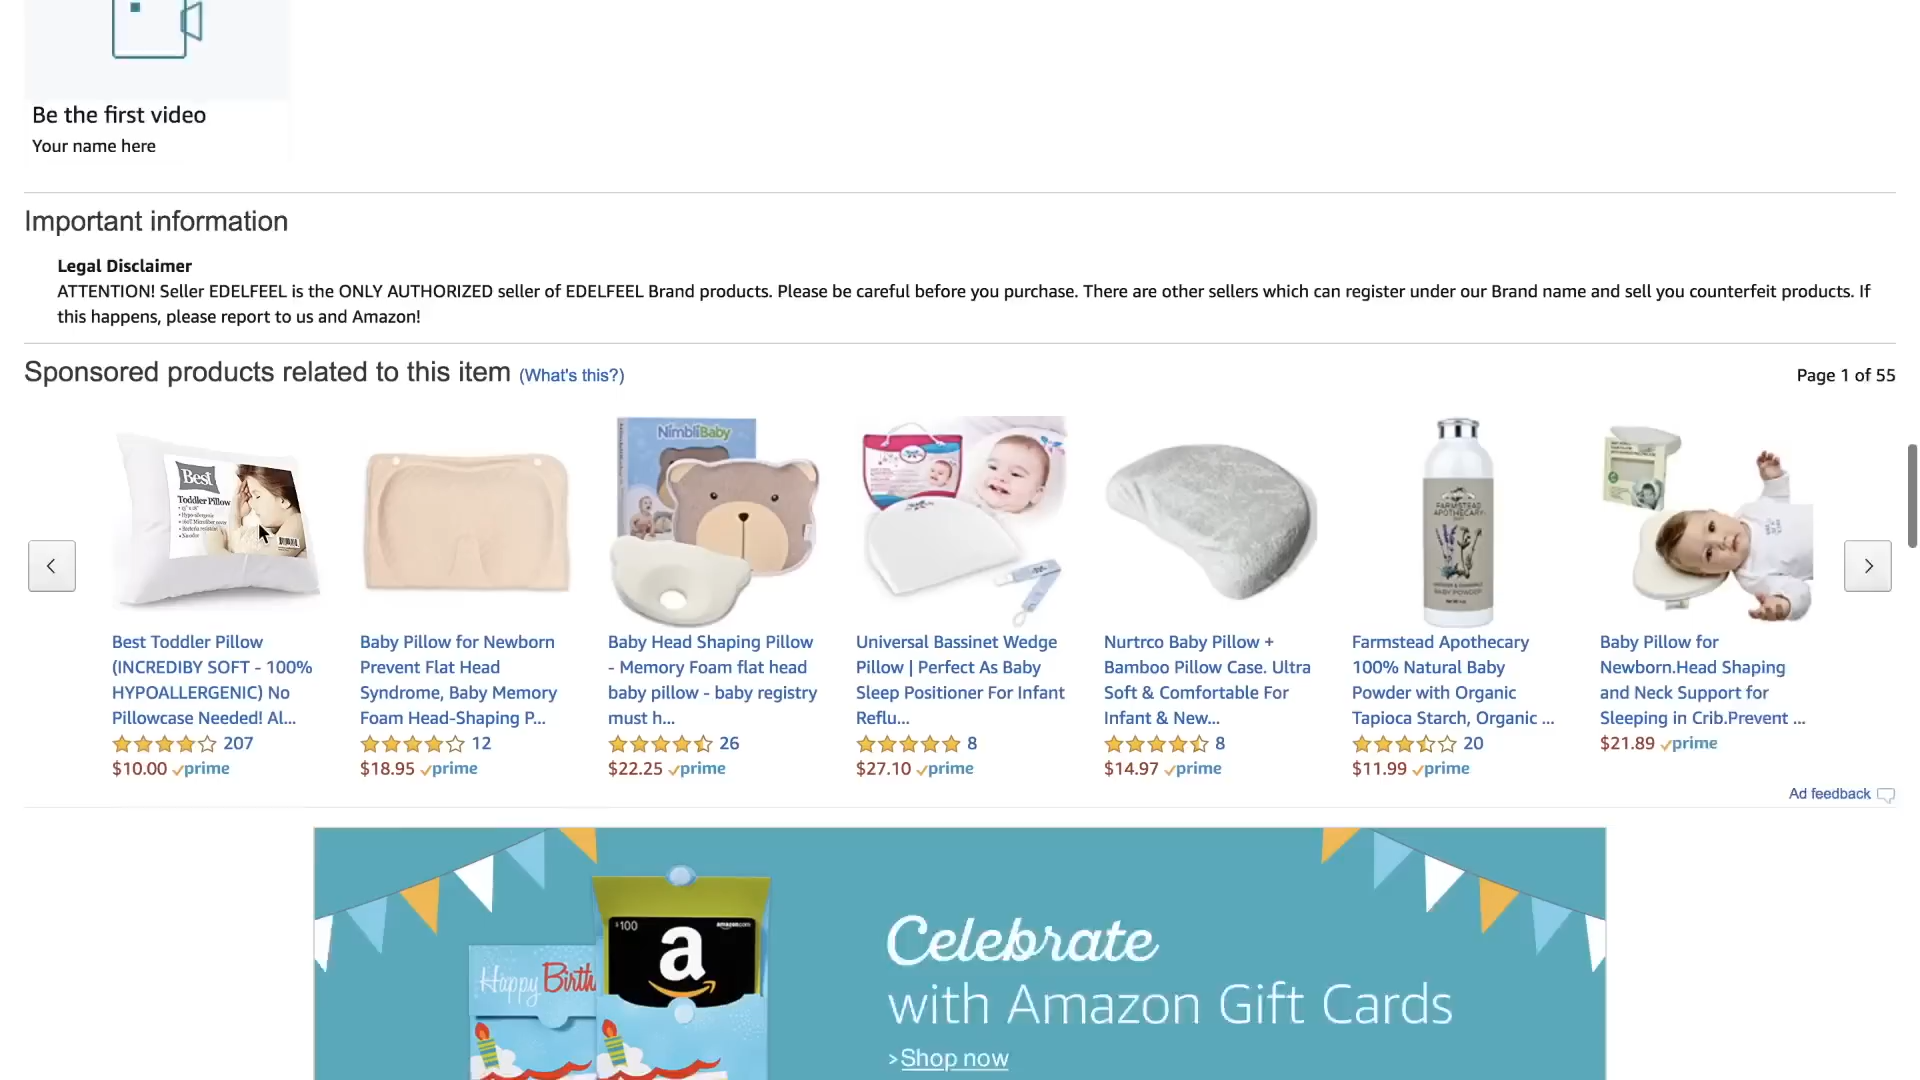 Be the first video
Your name here
Important information
Legal Disclaimer
ATTENTION! Seller EDELFEEL is the ONLY AUTHORIZED seller of EDELFEEL Brand products. Please be careful before you purchase. There are other sellers which can register under our Brand name and sell you counterfeit products. If
this happens, please report to us and Amazon!
Sponsored products related to this item (What's this?)
Page 1 of 55
Best
Toddler Pillow
NimbliBaby
FARMSTEAD
APOTHECARY
BABY POWDER
Best Toddler Pillow
(INCREDIBY SOFT - 100%
HYPOALLERGENIC) No
Pillowcase Needed! Al...
207
$10.00 prime
Baby Pillow for Newborn
Prevent Flat Head
Syndrome, Baby Memory
Foam Head-Shaping P...
12
$18.95 prime
Baby Head Shaping Pillow
- Memory Foam flat head
baby pillow - baby registry
must h...
26
$22.25 prime
Universal Bassinet Wedge
Pillow | Perfect As Baby
Sleep Positioner For Infant
Reflu...
8
$27.10 prime
Nurtrco Baby Pillow +
Bamboo Pillow Case. Ultra
Soft & Comfortable For
Infant & New...
8
$14.97 prime
Farmstead Apothecary
100% Natural Baby
Powder with Organic
Tapioca Starch, Organic ...
20
$11.99 prime
Baby Pillow for
Newborn.Head Shaping
and Neck Support for
Sleeping in Crib.Prevent ...
$21.89 prime
Ad feedback
$100
amazon.com
a
Happy Birth
Celebrate
with Amazon Gift Cards
>Shop now